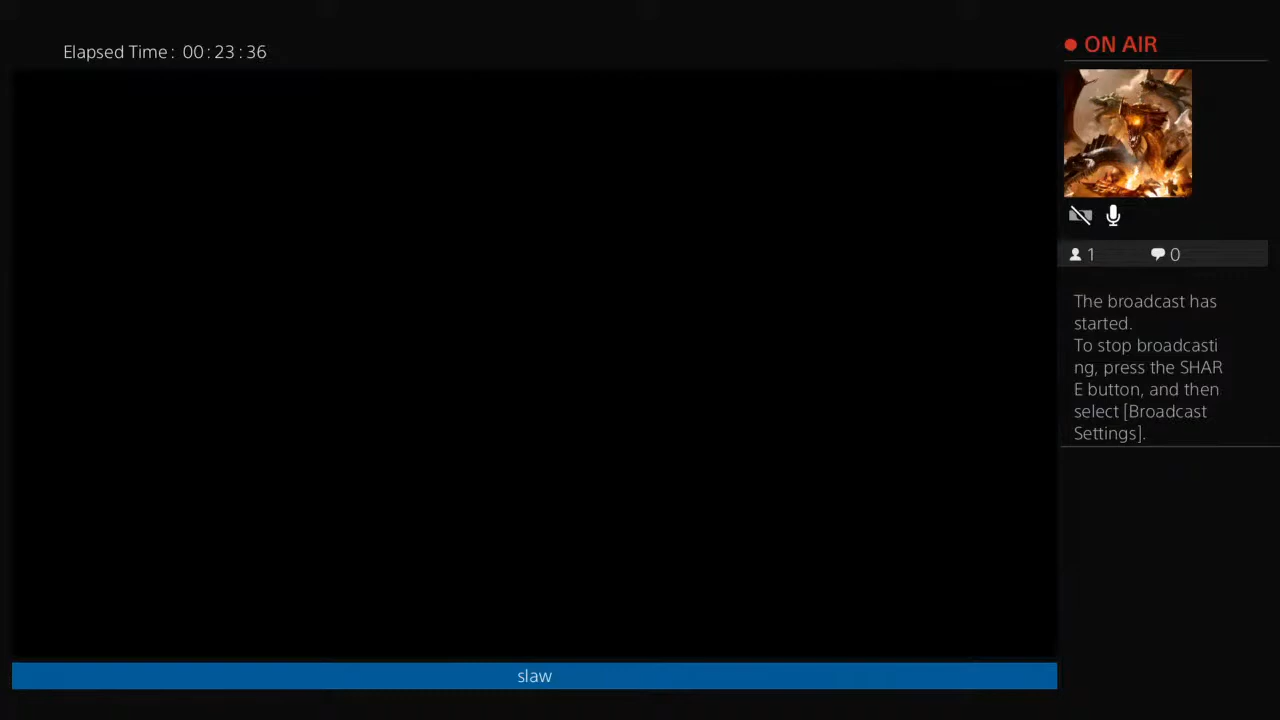 Elapsed Time: 00:23:36
ON AIR
1
0
The broadcast has
started.
To stop broadcasti
ng, press the SHAR
E button, and then
select [Broadcast
Settings].
slaw